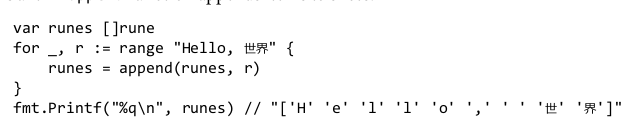 var runes []rune
for _, r := range "Hello, 世界" {
    runes = append(runes, r)
}
fmt.Printf("%q\n", runes) // "['H' 'e' 'l' 'l' 'o' ',' ' ' '世' '界']"